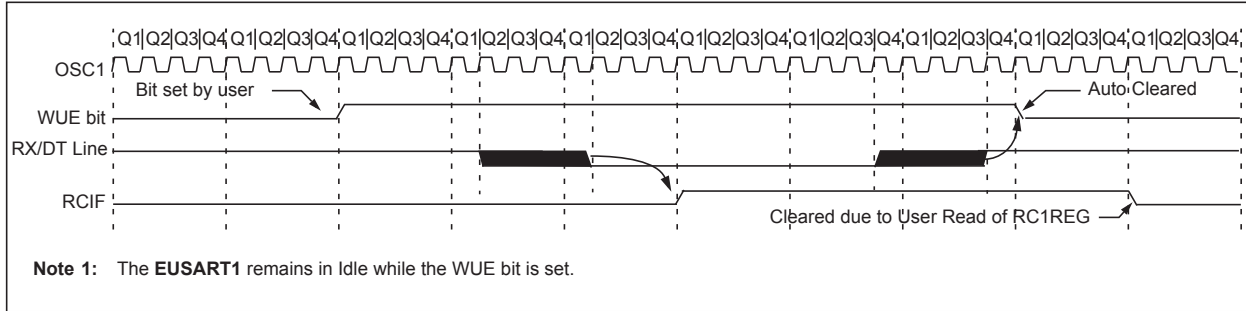 Q1|Q2|Q3|Q4 Q1|Q2|Q3|Q4 Q1|Q2|Q3|Q4 Q1|Q2|Q3|Q4 Q1|Q2|Q3|Q4 Q1|Q2|Q3|Q4 Q1|Q2|Q3|Q4 Q1|Q2|Q3|Q4 Q1|Q2|Q3|Q4 Q1|Q2|Q3|Q4
OSC1
Bit set by user
Auto Cleared
WUE bit
RX/DT Line
RCIF
Cleared due to User Read of RC1REG
Note 1: The EUSART1 remains in Idle while the WUE bit is set.